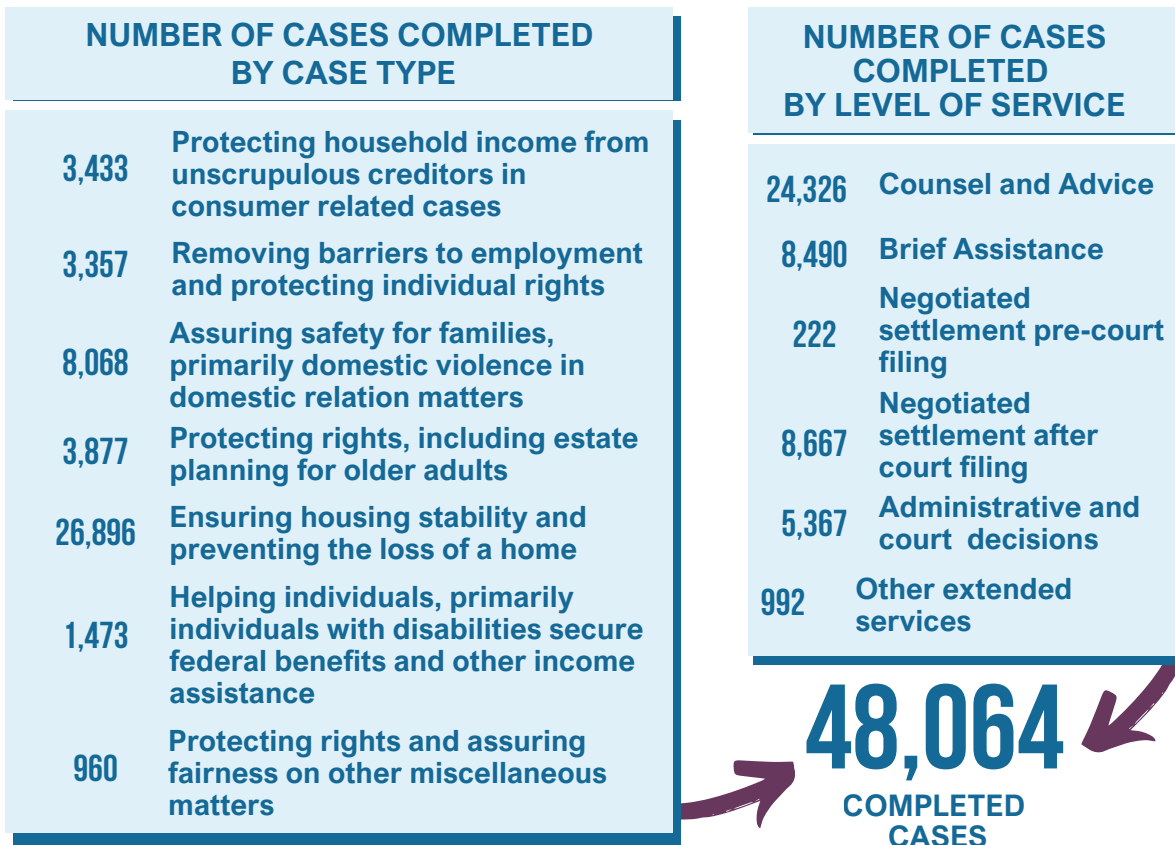 NUMBER OF CASES COMPLETED
BY CASE TYPE
3,433
Protecting household income from
unscrupulous creditors in
consumer related cases
3,357
Removing barriers to employment
and protecting individual rights
8,068
Assuring safety for families,
primarily domestic violence in
domestic relation matters
3,877
Protecting rights, including estate
planning for older adults
26,896
Ensuring housing stability and
preventing the loss of a home
1,473
Helping individuals, primarily
individuals with disabilities secure
federal benefits and other income
assistance
960
Protecting rights and assuring
fairness on other miscellaneous
matters
NUMBER OF CASES
COMPLETED
BY LEVEL OF SERVICE
24,326
Counsel and Advice
8,490
Brief Assistance
222
Negotiated
settlement pre-court
filing
8,667
Negotiated
settlement after
court filing
5,367
Administrative and
court decisions
992
Other extended
services
48,064
COMPLETED
CASES